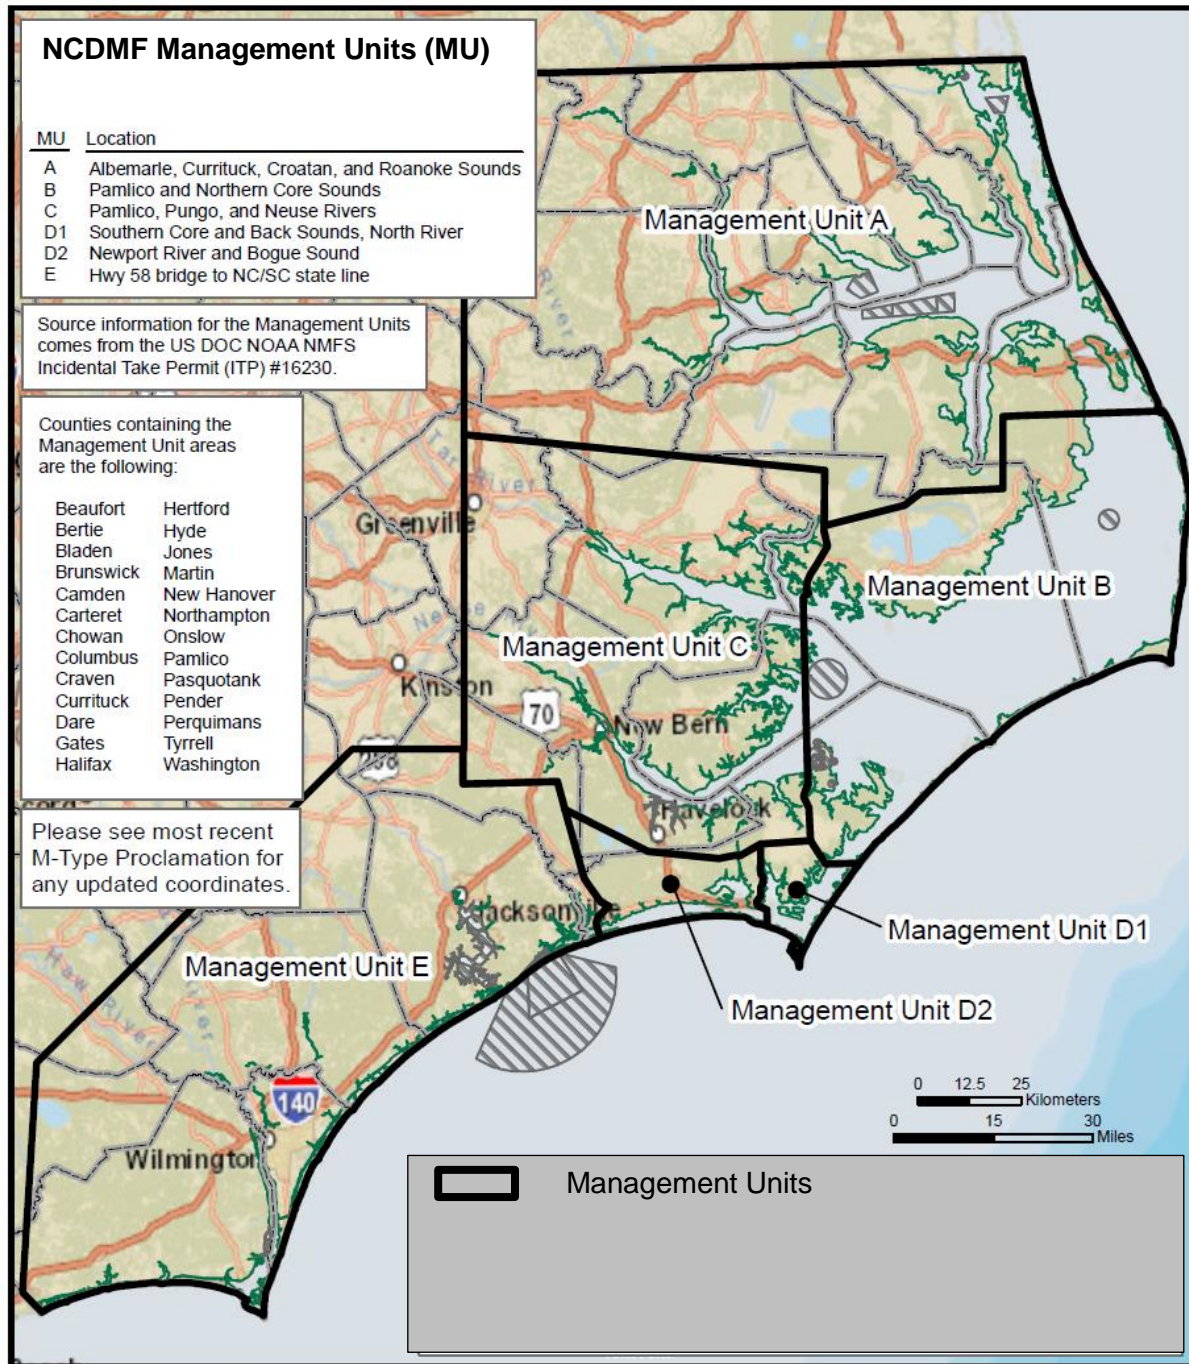 NCDMF Management Units (MU)
MU Location
A Albemarle, Currituck, Croatan, and Roanoke Sounds
B Pamlico and Northern Core Sounds
C Pamlico, Pungo, and Neuse Rivers
D1 Southern Core and Back Sounds, North River
D2 Newport River and Bogue Sound
E Hwy 58 bridge to NC/SC state line
Source information for the Management Units
comes from the US DOC NOAA NMFS
Incidental Take Permit (ITP) #16230.
Counties containing the
Management Unit areas
are the following:
Beaufort Hertford
Bertie Hyde
Bladen Jones
Brunswick Martin
Camden New Hanover
Carteret Northampton
Chowan Onslow
Columbus Pamlico
Craven Pasquotank
Currituck Pender
Dare Perquimans
Gates Tyrrell
Halifax Washington
Please see most recent
M-Type Proclamation for
any updated coordinates.
Management Unit A
River
Tar River
Greenville
Management Unit B
Neuse
Management Unit C
Kinston
70
New Bern
Havelock
Jacksonville
Management Unit D1
Management Unit E
Haw River
River
Management Unit D2
0 12.5 25
Kilometers
0 15 30
Miles
140
Wilmington
Management Units